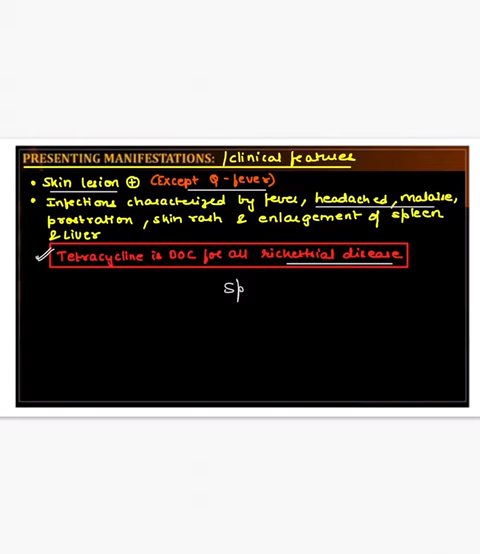 PRESENTING MANIFESTATIONS: /clinical features
• Skin lesion ⊕ (Except Q-fever)
• Infections characterized by fever, headached, malaise,
prostration, skin rash & enlargement of spleen
& liver
✓ Tetracycline is DOC for all rickettsial disease
Sp